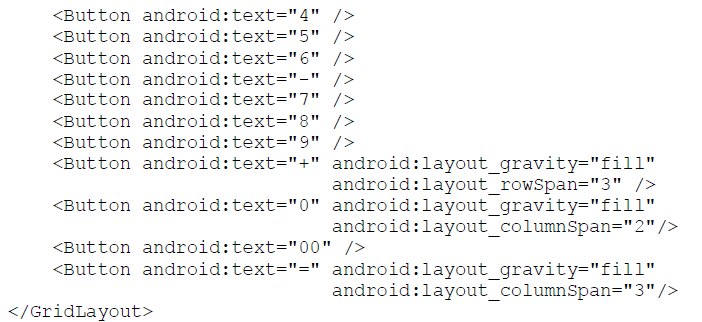 <Button android:text="4" />
    <Button android:text="5" />
    <Button android:text="6" />
    <Button android:text="-" />
    <Button android:text="7" />
    <Button android:text="8" />
    <Button android:text="9" />
    <Button android:text="+" android:layout_gravity="fill"
                             android:layout_rowSpan="3" />
    <Button android:text="0" android:layout_gravity="fill"
                             android:layout_columnSpan="2"/>
    <Button android:text="00" />
    <Button android:text="=" android:layout_gravity="fill"
                             android:layout_columnSpan="3"/>
</GridLayout>